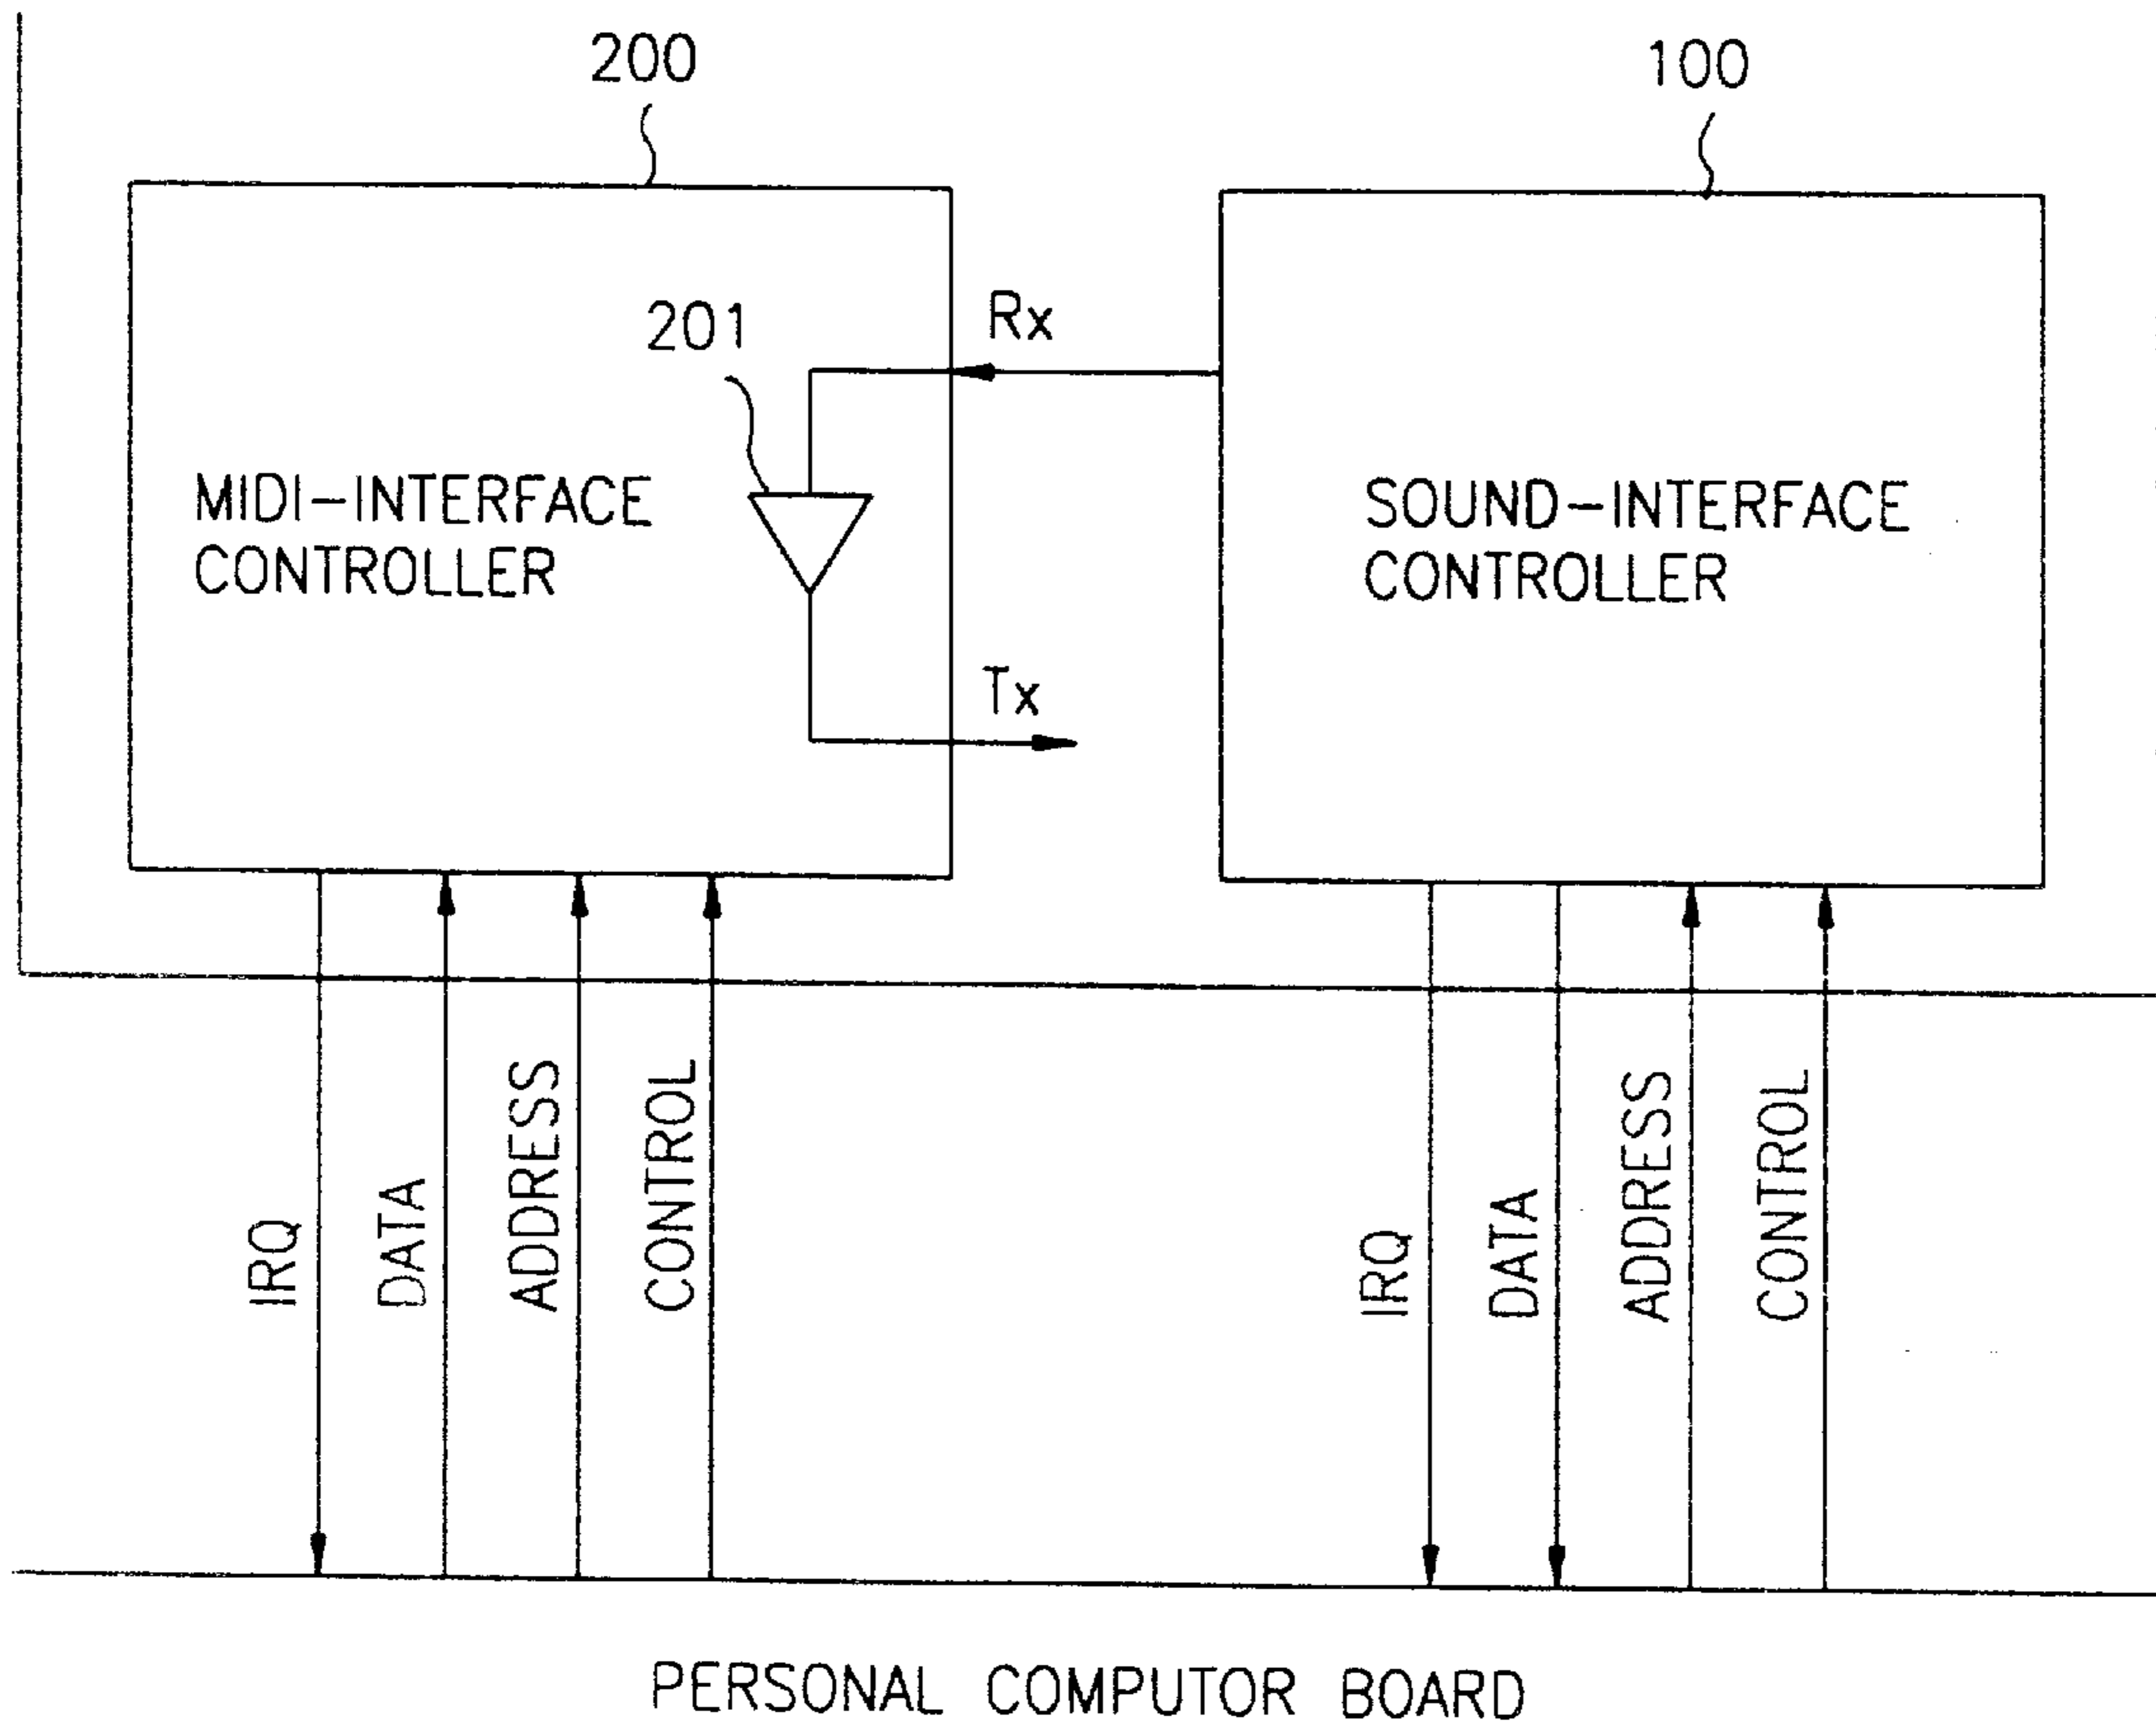 200
100
201
Rx
MIDI-INTERFACE
CONTROLLER
SOUND-INTERFACE
CONTROLLER
Tx
IRQ
DATA
ADDRESS
CONTROL
IRQ
DATA
ADDRESS
CONTROL
PERSONAL COMPUTOR BOARD